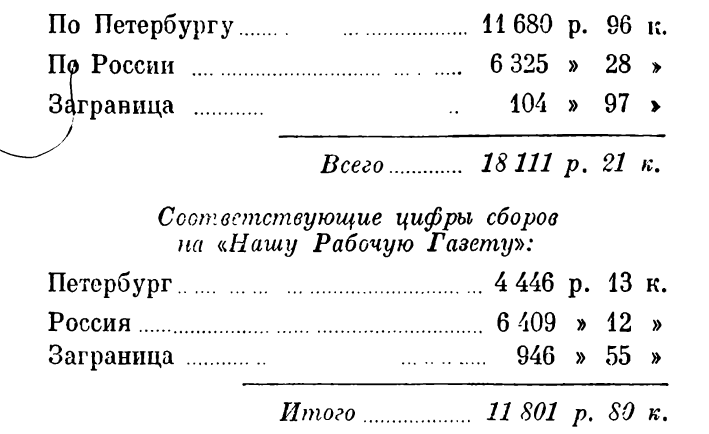 По Петербургу ........ 11 680 р. 96 к.
По России ........ 6 325 » 28 »
Заграница ........ 104 » 97 »
Всего ........ 18 111 р. 21 к.
Соответствующие цифры сборов
на «Нашу Рабочую Газету»:
Петербург ........ 4 446 р. 13 к.
Россия ........ 6 409 » 12 »
Заграница ........ 946 » 55 »
Итого ........ 11 801 р. 80 к.